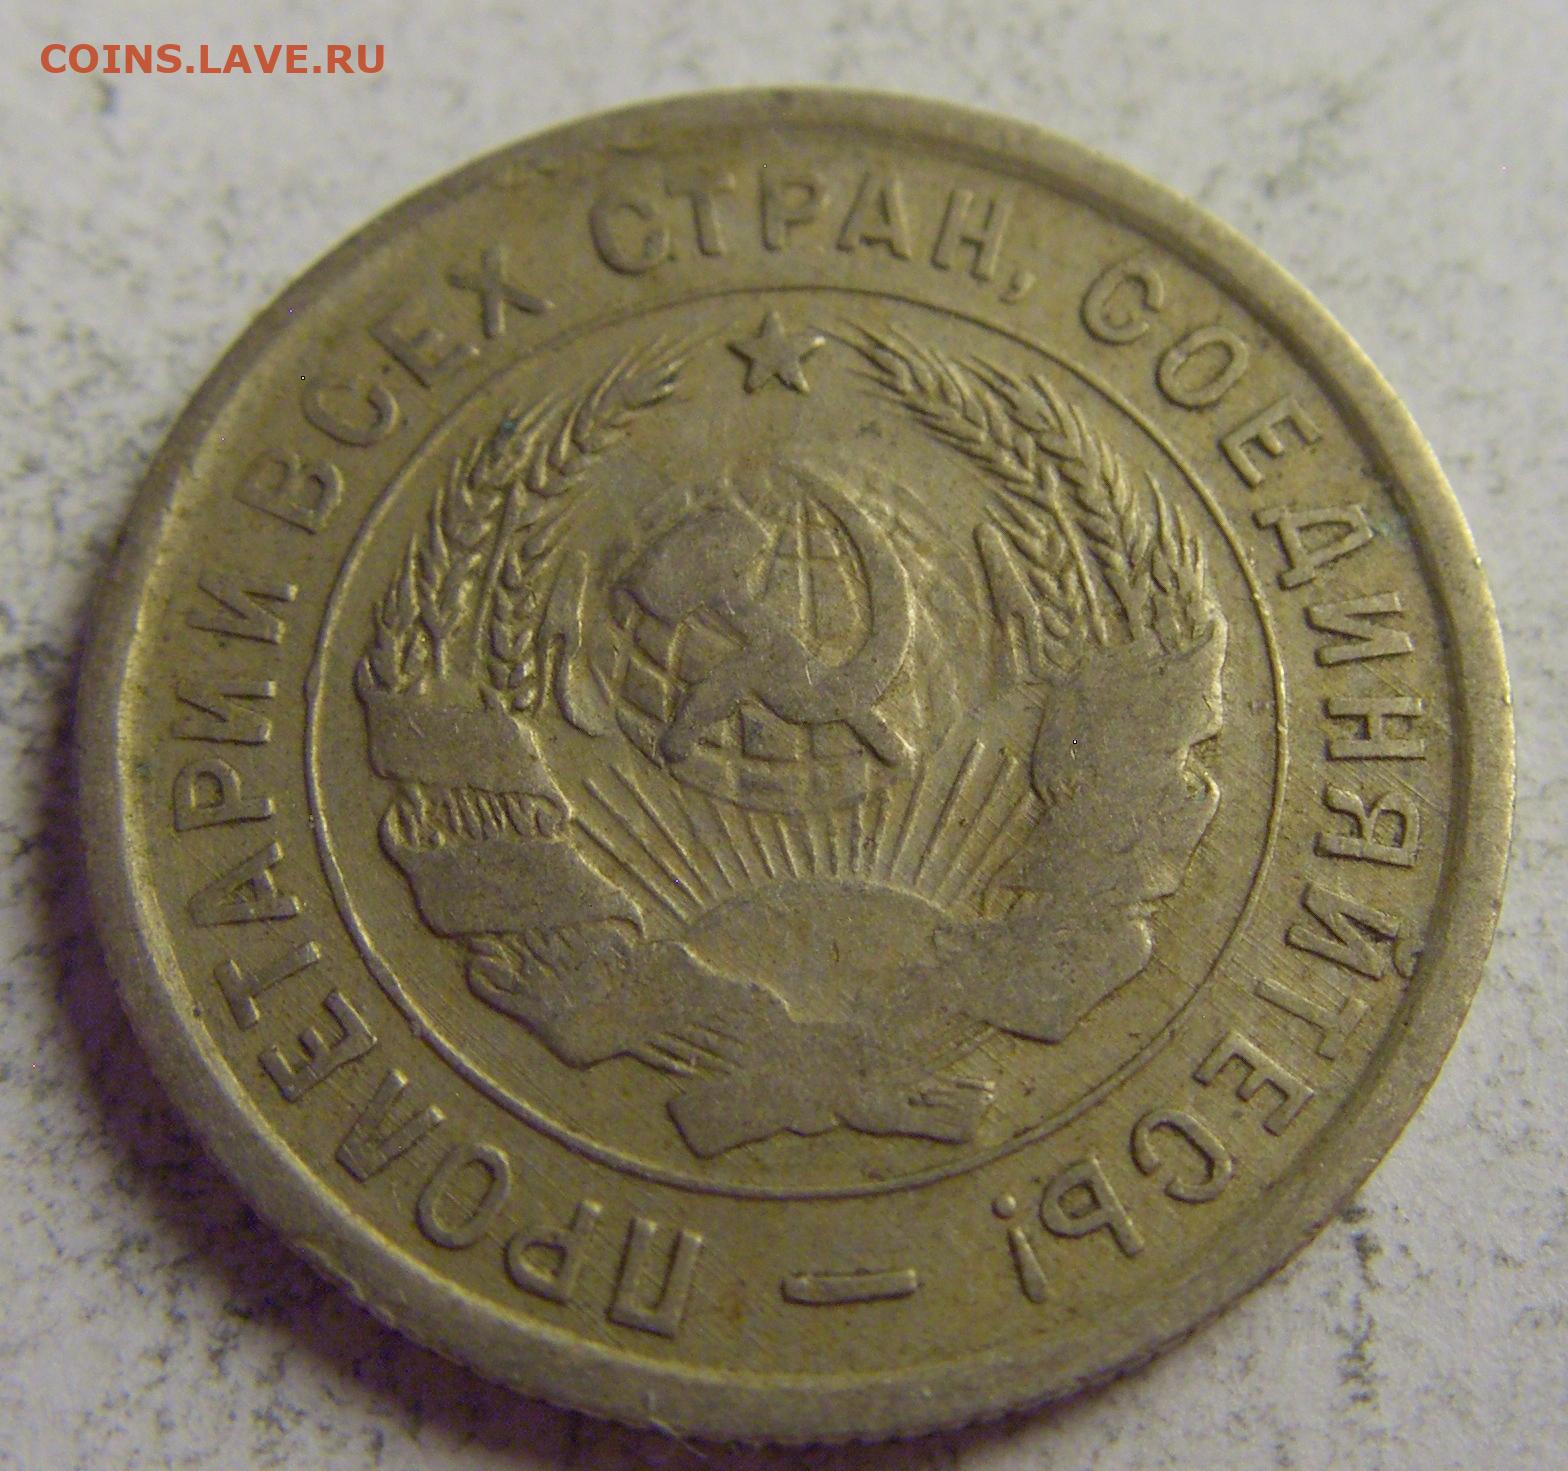 COINS.LAVE.RU
ПРОЛЕТАРИИ ВСЕХ СТРАН, СОЕДИНЯЙТЕСЬ! —